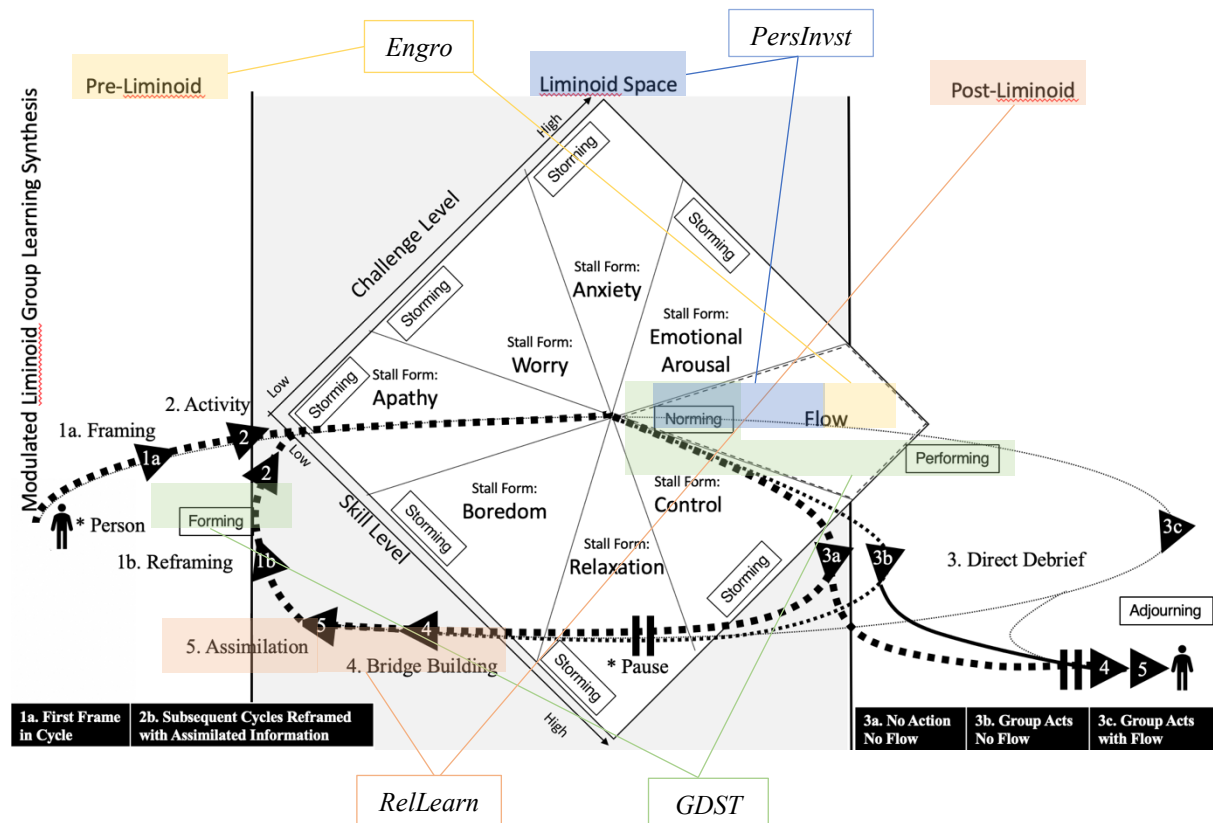 Engro
PersInvst
Pre-Liminoid
Liminoid Space
Post-Liminoid
Modulated Liminoid Group Learning Synthesis
High
Storming
Storming
Challenge Level
Stall Form:
Anxiety
Storming
Stall Form:
Emotional
Arousal
Stall Form:
Worry
Low
Storming
Stall Form:
Apathy
2. Activity
1a. Framing
Norming
Flow
1a
2
Low
Performing
2
Stall Form:
Boredom
Stall Form:
Control
* Person
Forming
Storming
Skill Level
3c
1b. Reframing
1b
Stall Form:
Relaxation
Storming
3a
3b
3. Direct Debrief
5
4
Adjourning
5. Assimilation
4. Bridge Building
* Pause
Storming
4
5
High
1a. First Frame
in Cycle
2b. Subsequent Cycles Reframed
with Assimilated Information
3a. No Action
No Flow
3b. Group Acts
No Flow
3c. Group Acts
with Flow
RelLearn
GDST